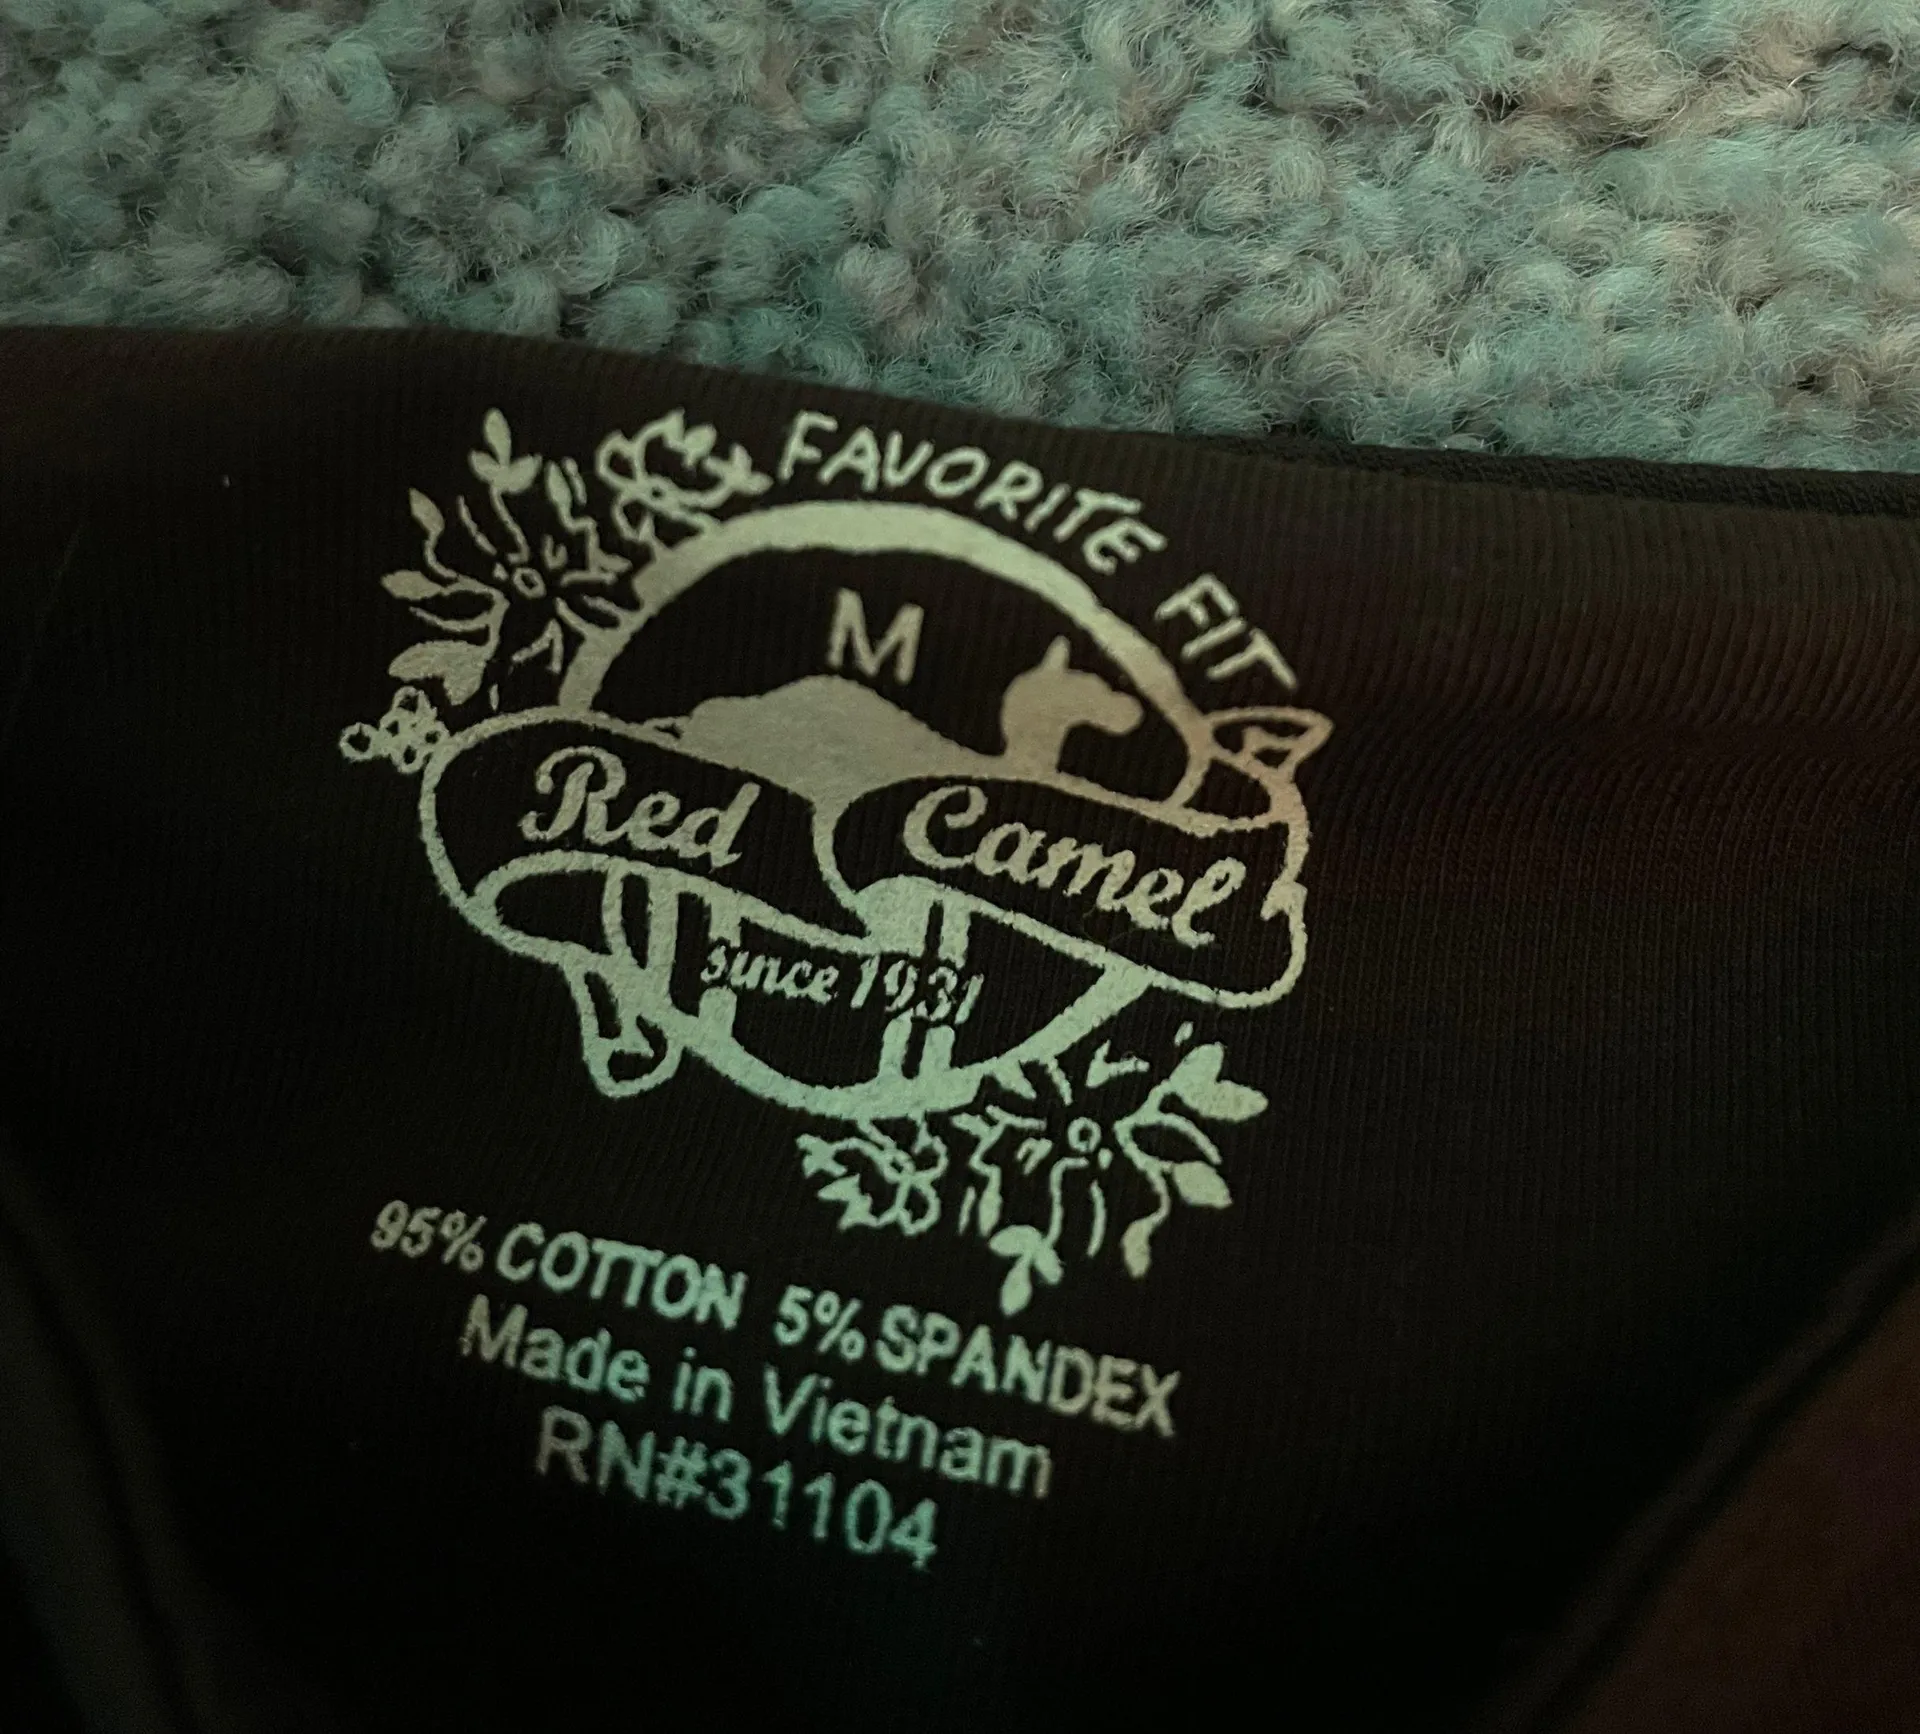 FAVORITE FIT
M
Red Camel
since 1931
95% COTTON 5% SPANDEX
Made in Vietnam
RN#31104